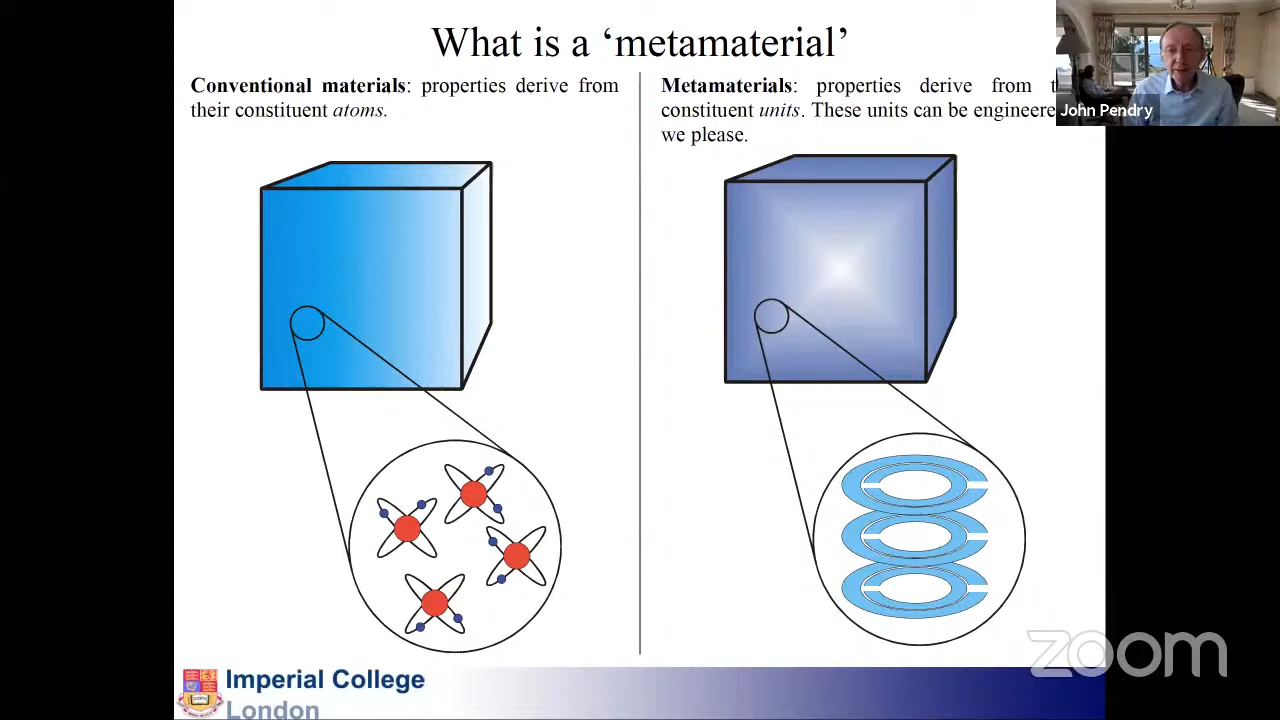 What is a ‘metamaterial’
Conventional materials: properties derive from
their constituent atoms.
Metamaterials: properties derive from
constituent units. These units can be engineere
we please.
John Pendry
zoom
Imperial College
London